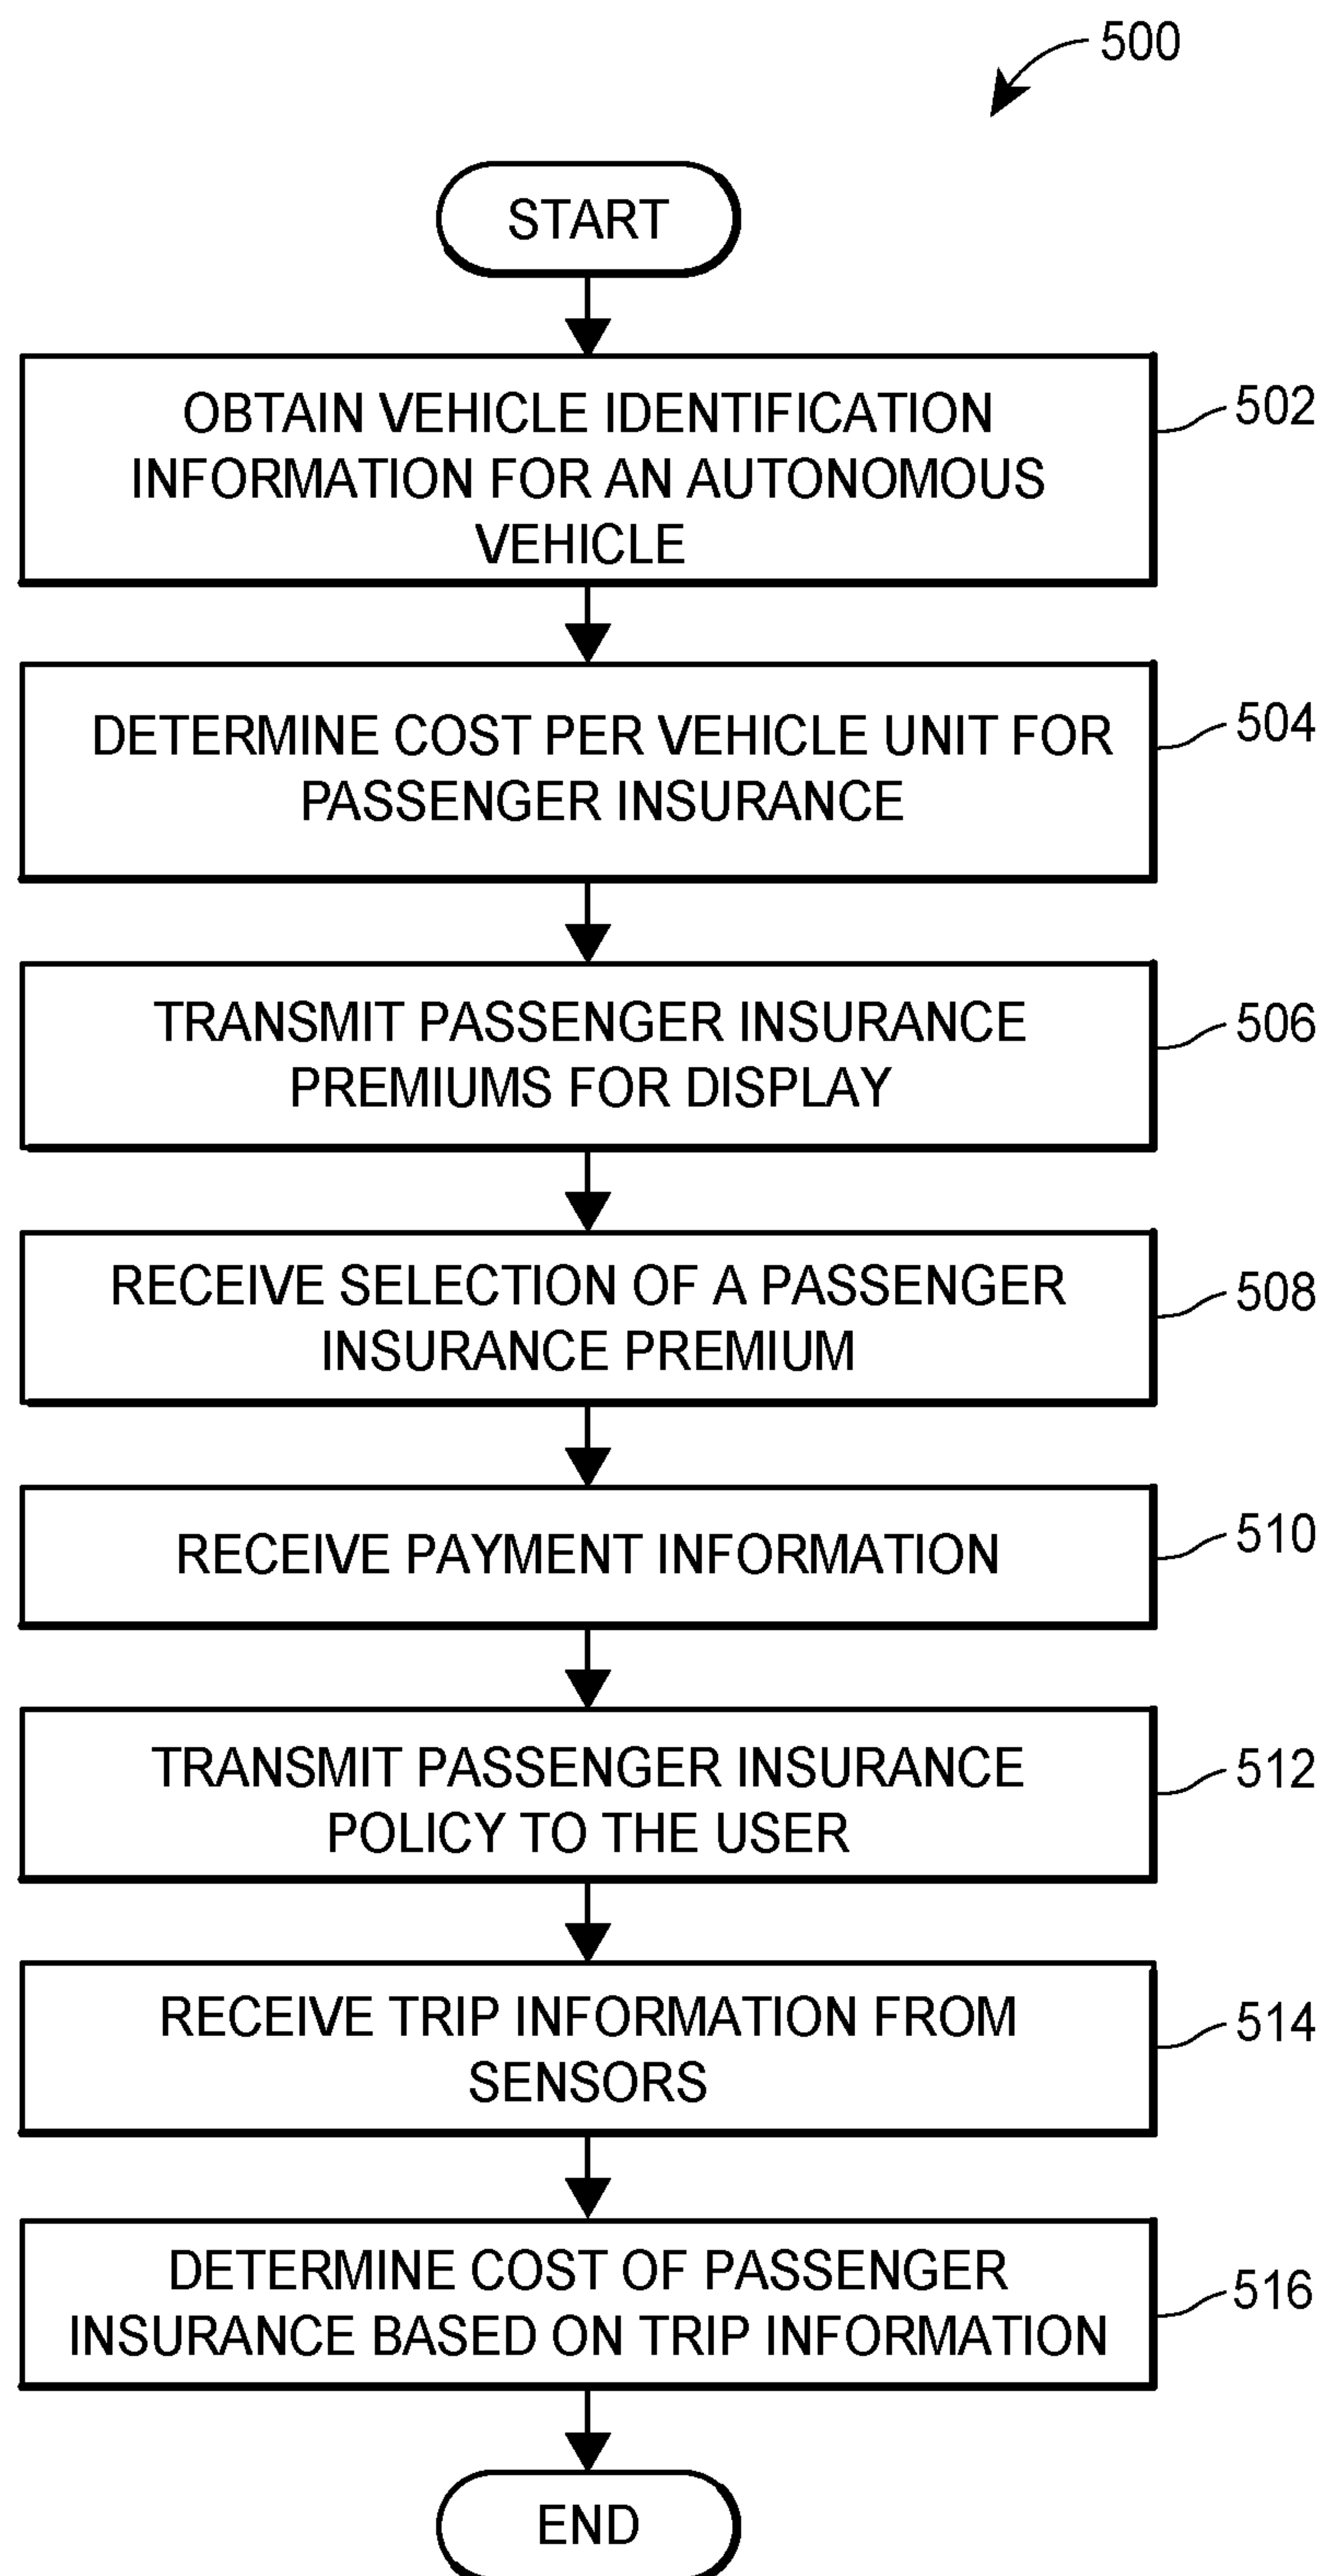 500
START
OBTAIN VEHICLE IDENTIFICATION
INFORMATION FOR AN AUTONOMOUS
VEHICLE
502
DETERMINE COST PER VEHICLE UNIT FOR
PASSENGER INSURANCE
504
TRANSMIT PASSENGER INSURANCE
PREMIUMS FOR DISPLAY
506
RECEIVE SELECTION OF A PASSENGER
INSURANCE PREMIUM
508
RECEIVE PAYMENT INFORMATION
510
TRANSMIT PASSENGER INSURANCE
POLICY TO THE USER
512
RECEIVE TRIP INFORMATION FROM
SENSORS
514
DETERMINE COST OF PASSENGER
INSURANCE BASED ON TRIP INFORMATION
516
END